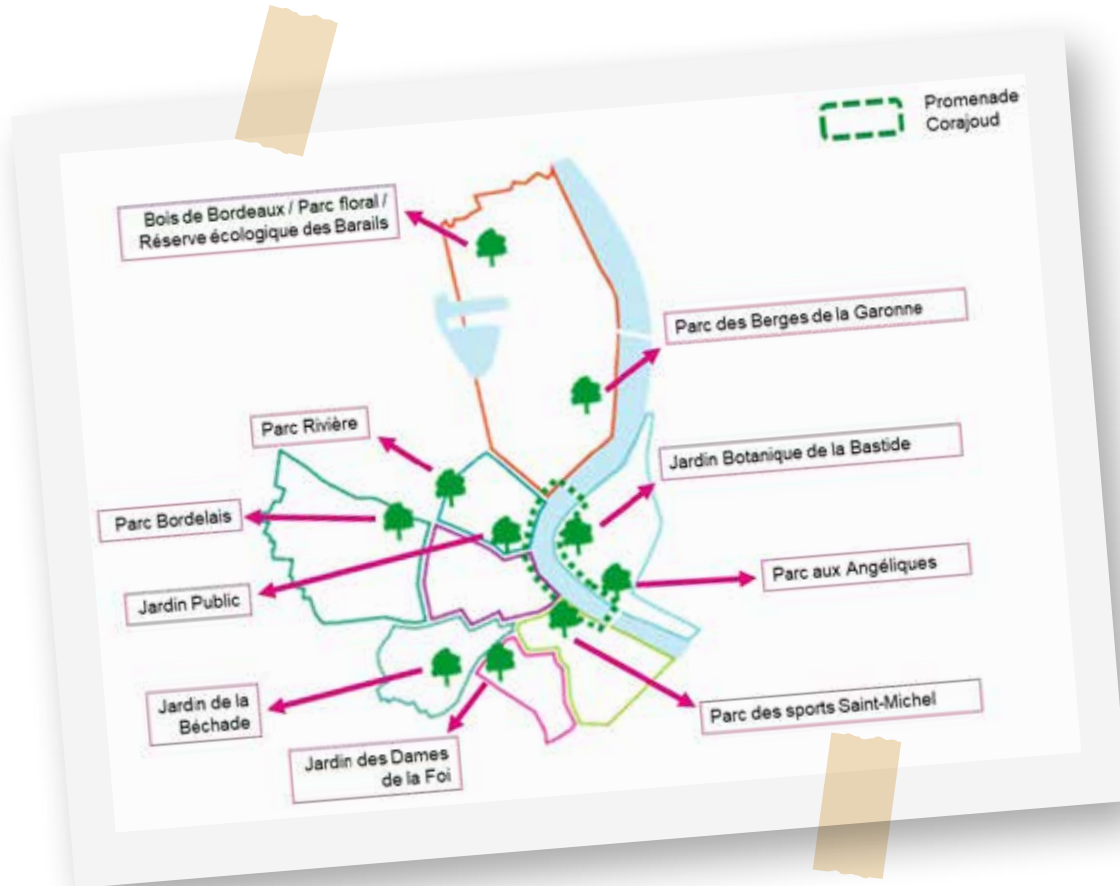 Promenade
Corajoud
Bois de Bordeaux / Parc floral /
Réserve écologique des Barails
Parc des Berges de la Garonne
Parc Rivière
Jardin Botanique de la Bastide
Parc Bordelais
Parc aux Angéliques
Jardin Public
Jardin de la
Béchade
Parc des sports Saint-Michel
Jardin des Dames
de la Foi